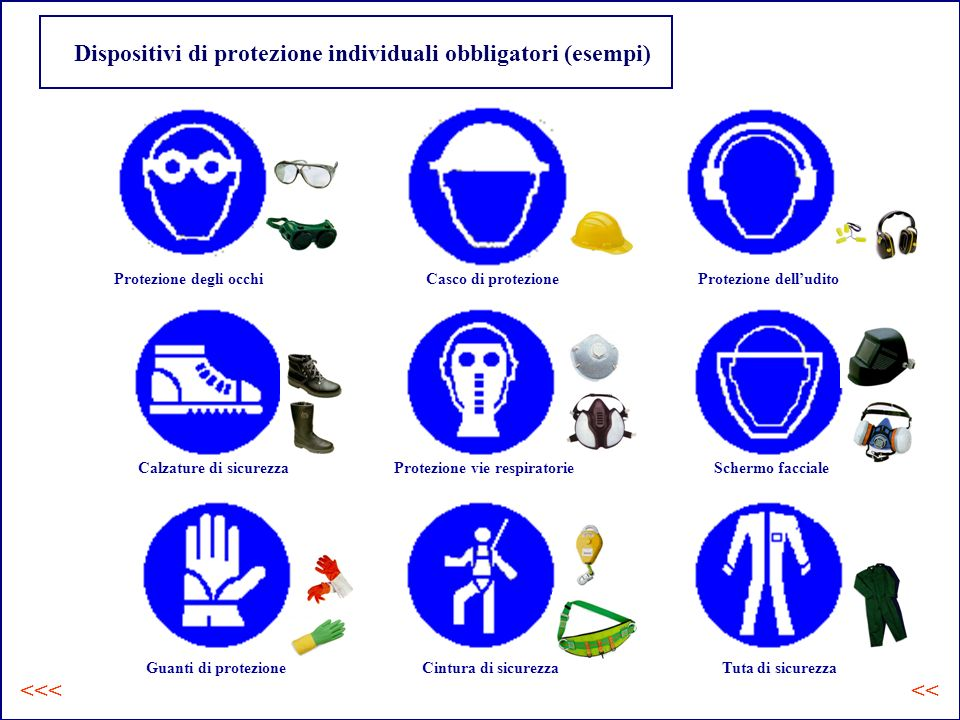 Dispositivi di protezione individuali obbligatori (esempi)
Protezione degli occhi
Casco di protezione
Protezione dell’udito
Calzature di sicurezza
Protezione vie respiratorie
Schermo facciale
Guanti di protezione
Cintura di sicurezza
Tuta di sicurezza
<<<
<<